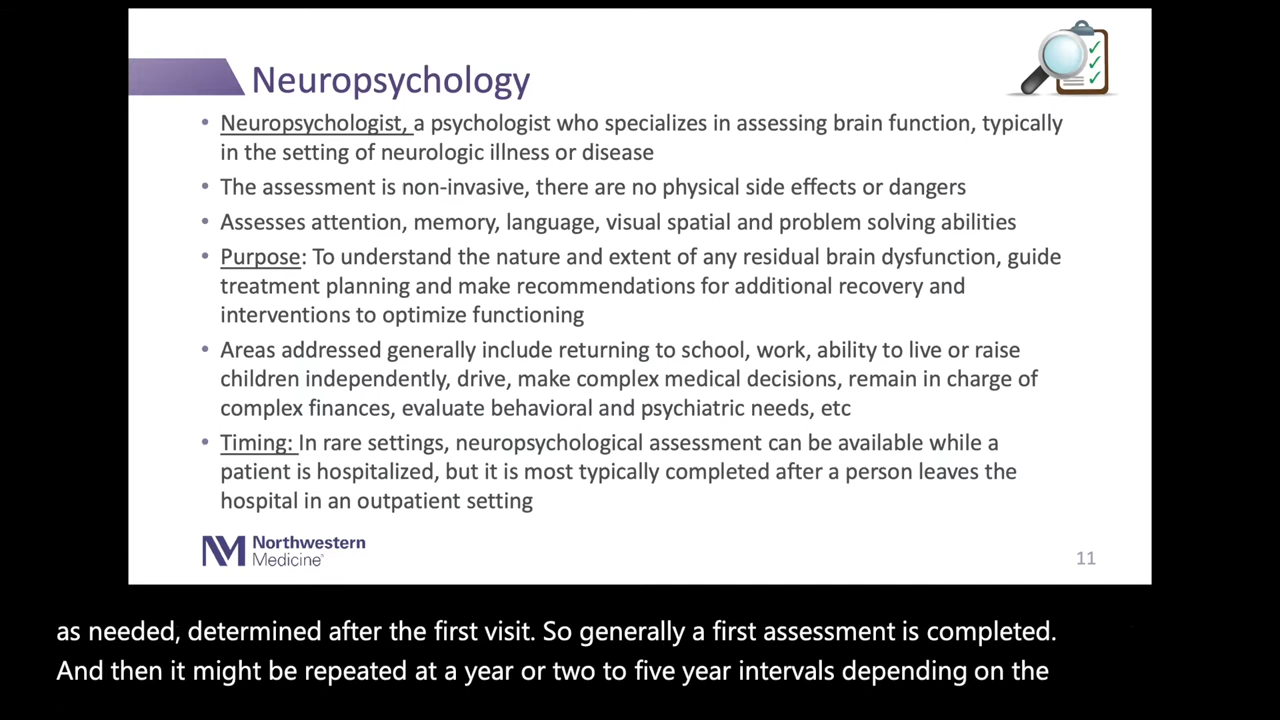 Neuropsychology
• Neuropsychologist, a psychologist who specializes in assessing brain function, typically
in the setting of neurologic illness or disease
• The assessment is non-invasive, there are no physical side effects or dangers
• Assesses attention, memory, language, visual spatial and problem solving abilities
• Purpose: To understand the nature and extent of any residual brain dysfunction, guide
treatment planning and make recommendations for additional recovery and
interventions to optimize functioning
• Areas addressed generally include returning to school, work, ability to live or raise
children independently, drive, make complex medical decisions, remain in charge of
complex finances, evaluate behavioral and psychiatric needs, etc
• Timing: In rare settings, neuropsychological assessment can be available while a
patient is hospitalized, but it is most typically completed after a person leaves the
hospital in an outpatient setting
NM Northwestern
Medicine
11
as needed, determined after the first visit. So generally a first assessment is completed.
And then it might be repeated at a year or two to five year intervals depending on the